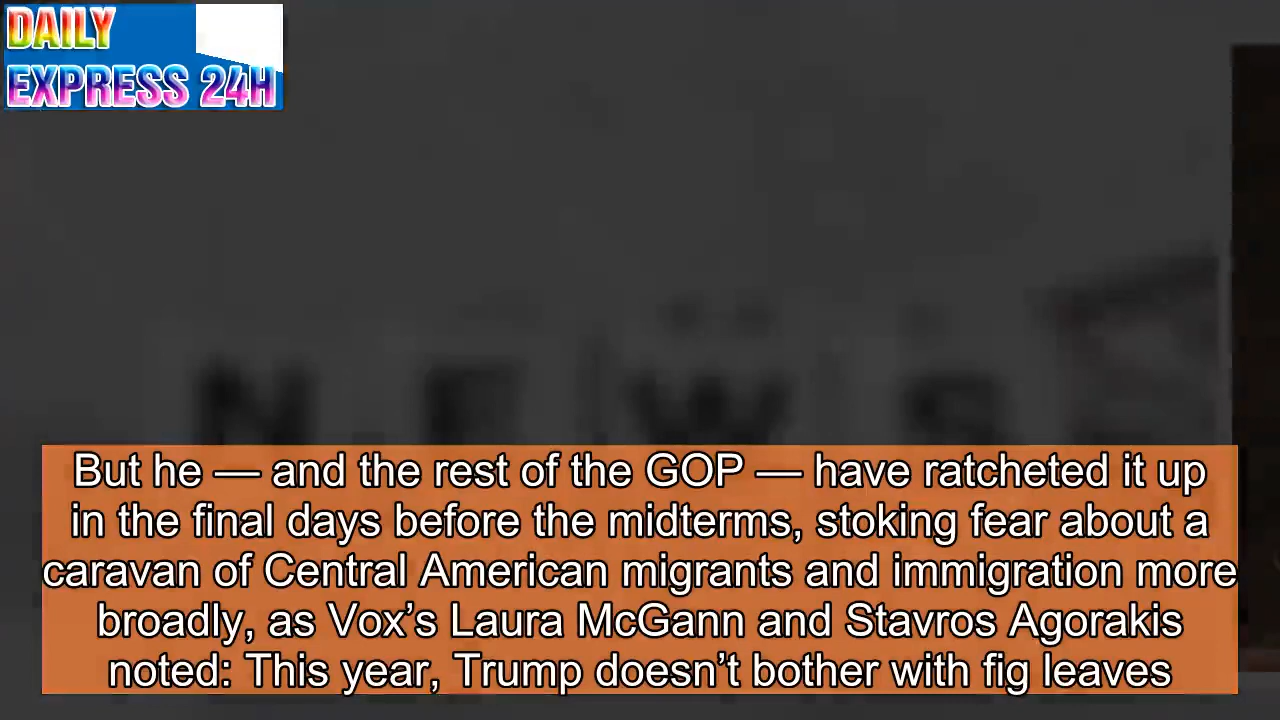 DAILY
EXPRESS 24H
N E W S
But he — and the rest of the GOP — have ratcheted it up
in the final days before the midterms, stoking fear about a
caravan of Central American migrants and immigration more
broadly, as Vox’s Laura McGann and Stavros Agorakis
noted: This year, Trump doesn’t bother with fig leaves